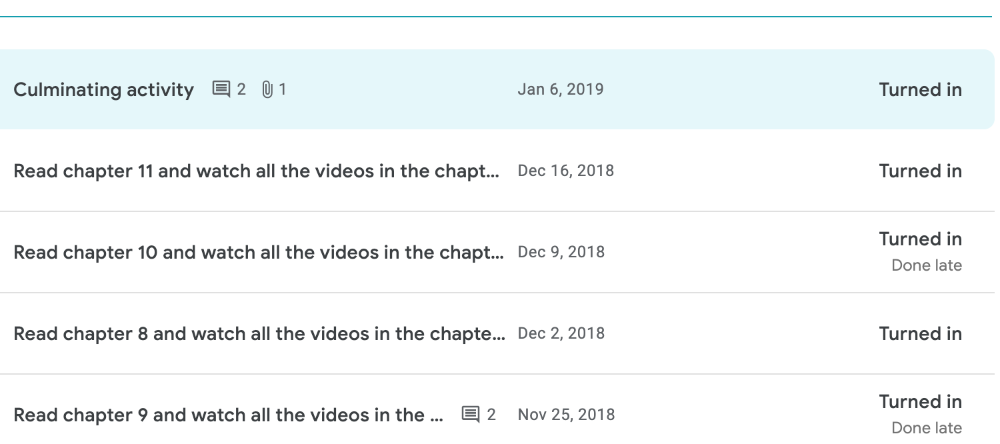 Culminating activity 2 1 Jan 6, 2019 Turned in
Read chapter 11 and watch all the videos in the chapt... Dec 16, 2018 Turned in
Read chapter 10 and watch all the videos in the chapt... Dec 9, 2018 Turned in
Done late
Read chapter 8 and watch all the videos in the chapte... Dec 2, 2018 Turned in
Read chapter 9 and watch all the videos in the ... 2 Nov 25, 2018 Turned in
Done late